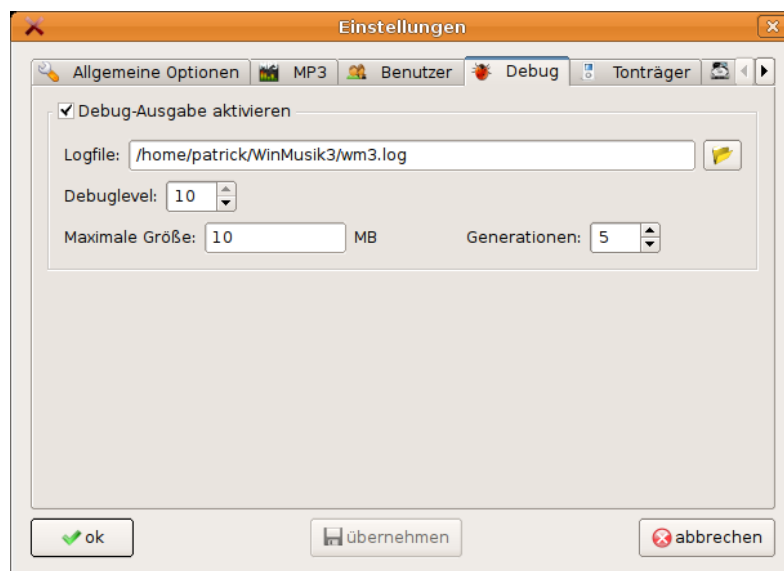 Einstellungen
Allgemeine Optionen MP3 Benutzer Debug Tonträger
Debug-Ausgabe aktivieren
Logfile: /home/patrick/WinMusik3/wm3.log
Debuglevel: 10
Maximale Größe: 10 MB Generationen: 5
ok übernehmen abbrechen